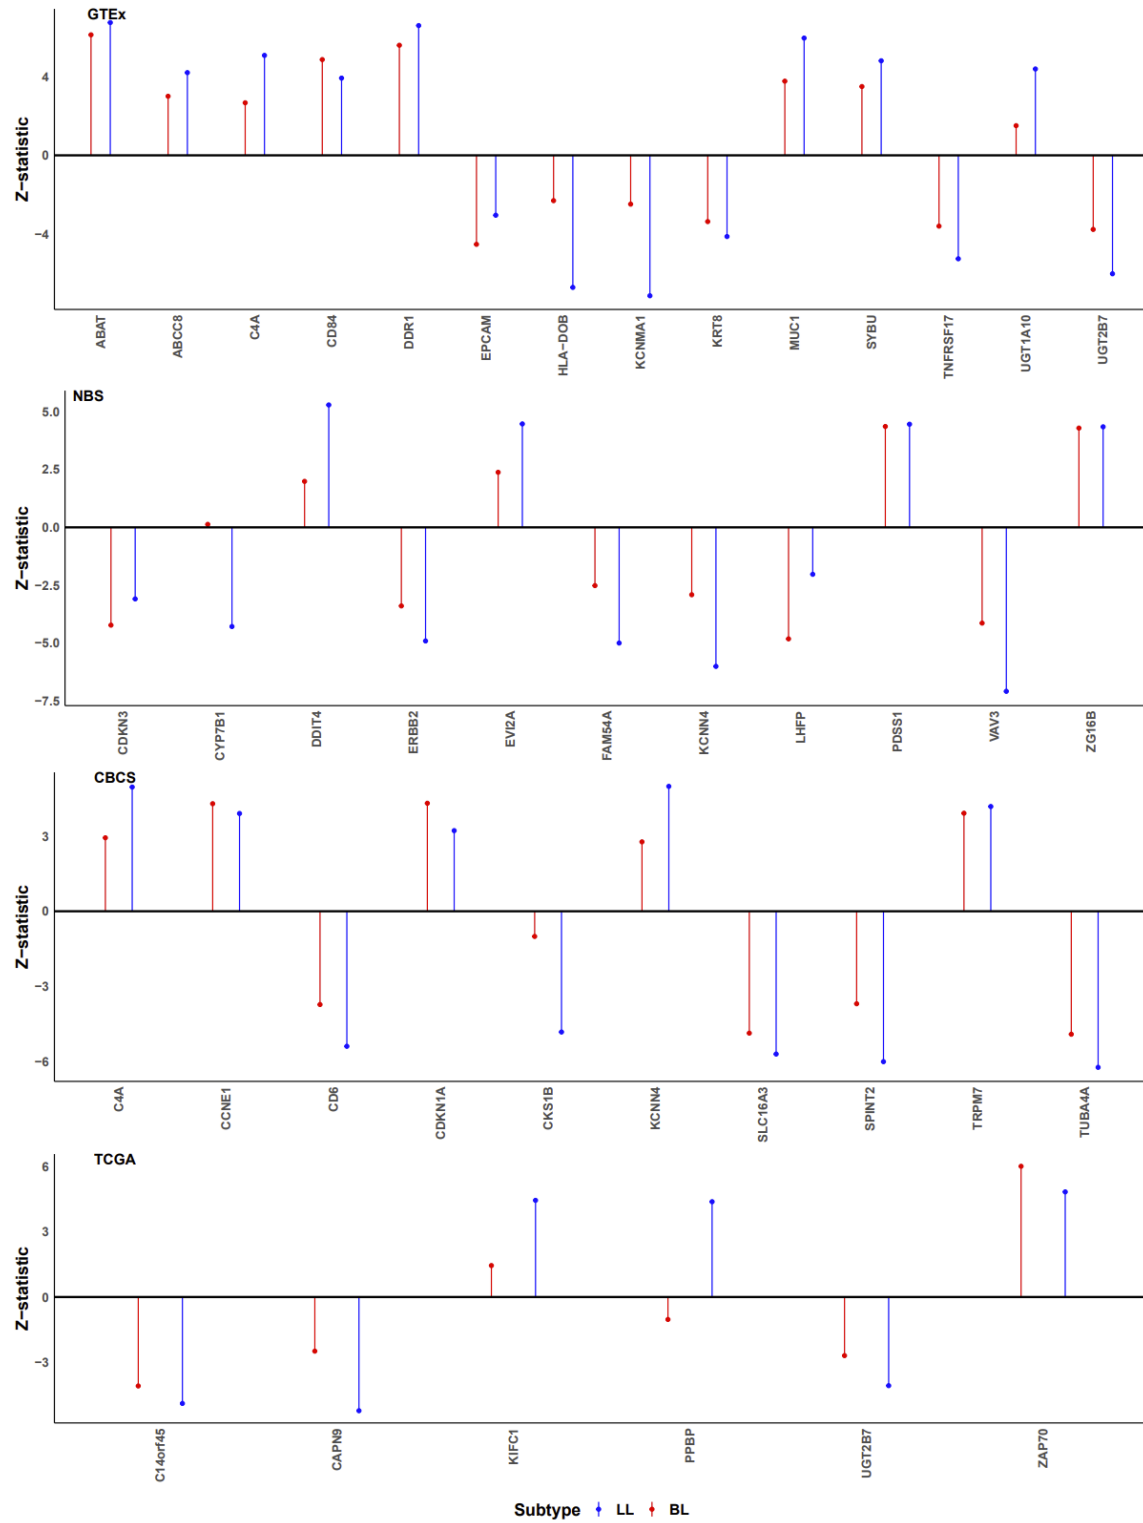 GTEx
Z−statistic
4
0
−4
ABAT
ABCC8
C4A
CD84
DDR1
EPCAM
HLA−DOB
KCNMA1
KRT8
MUC1
SYBU
TNFRSF17
UGT1A10
UGT2B7
NBS
Z−statistic
5.0
2.5
0.0
−2.5
−5.0
−7.5
CDKN3
CYP7B1
DDIT4
ERBB2
EVI2A
FAM54A
KCNN4
LHFP
PDSS1
VAV3
ZG16B
CBCS
Z−statistic
3
0
−3
−6
C4A
CCNE1
CD6
CDKN1A
CKS1B
KCNN4
SLC16A3
SPINT2
TRPM7
TUBA4A
TCGA
Z−statistic
6
3
0
−3
C14orf45
CAPN9
KIFC1
PPBP
UGT2B7
ZAP70
Subtype LL BL